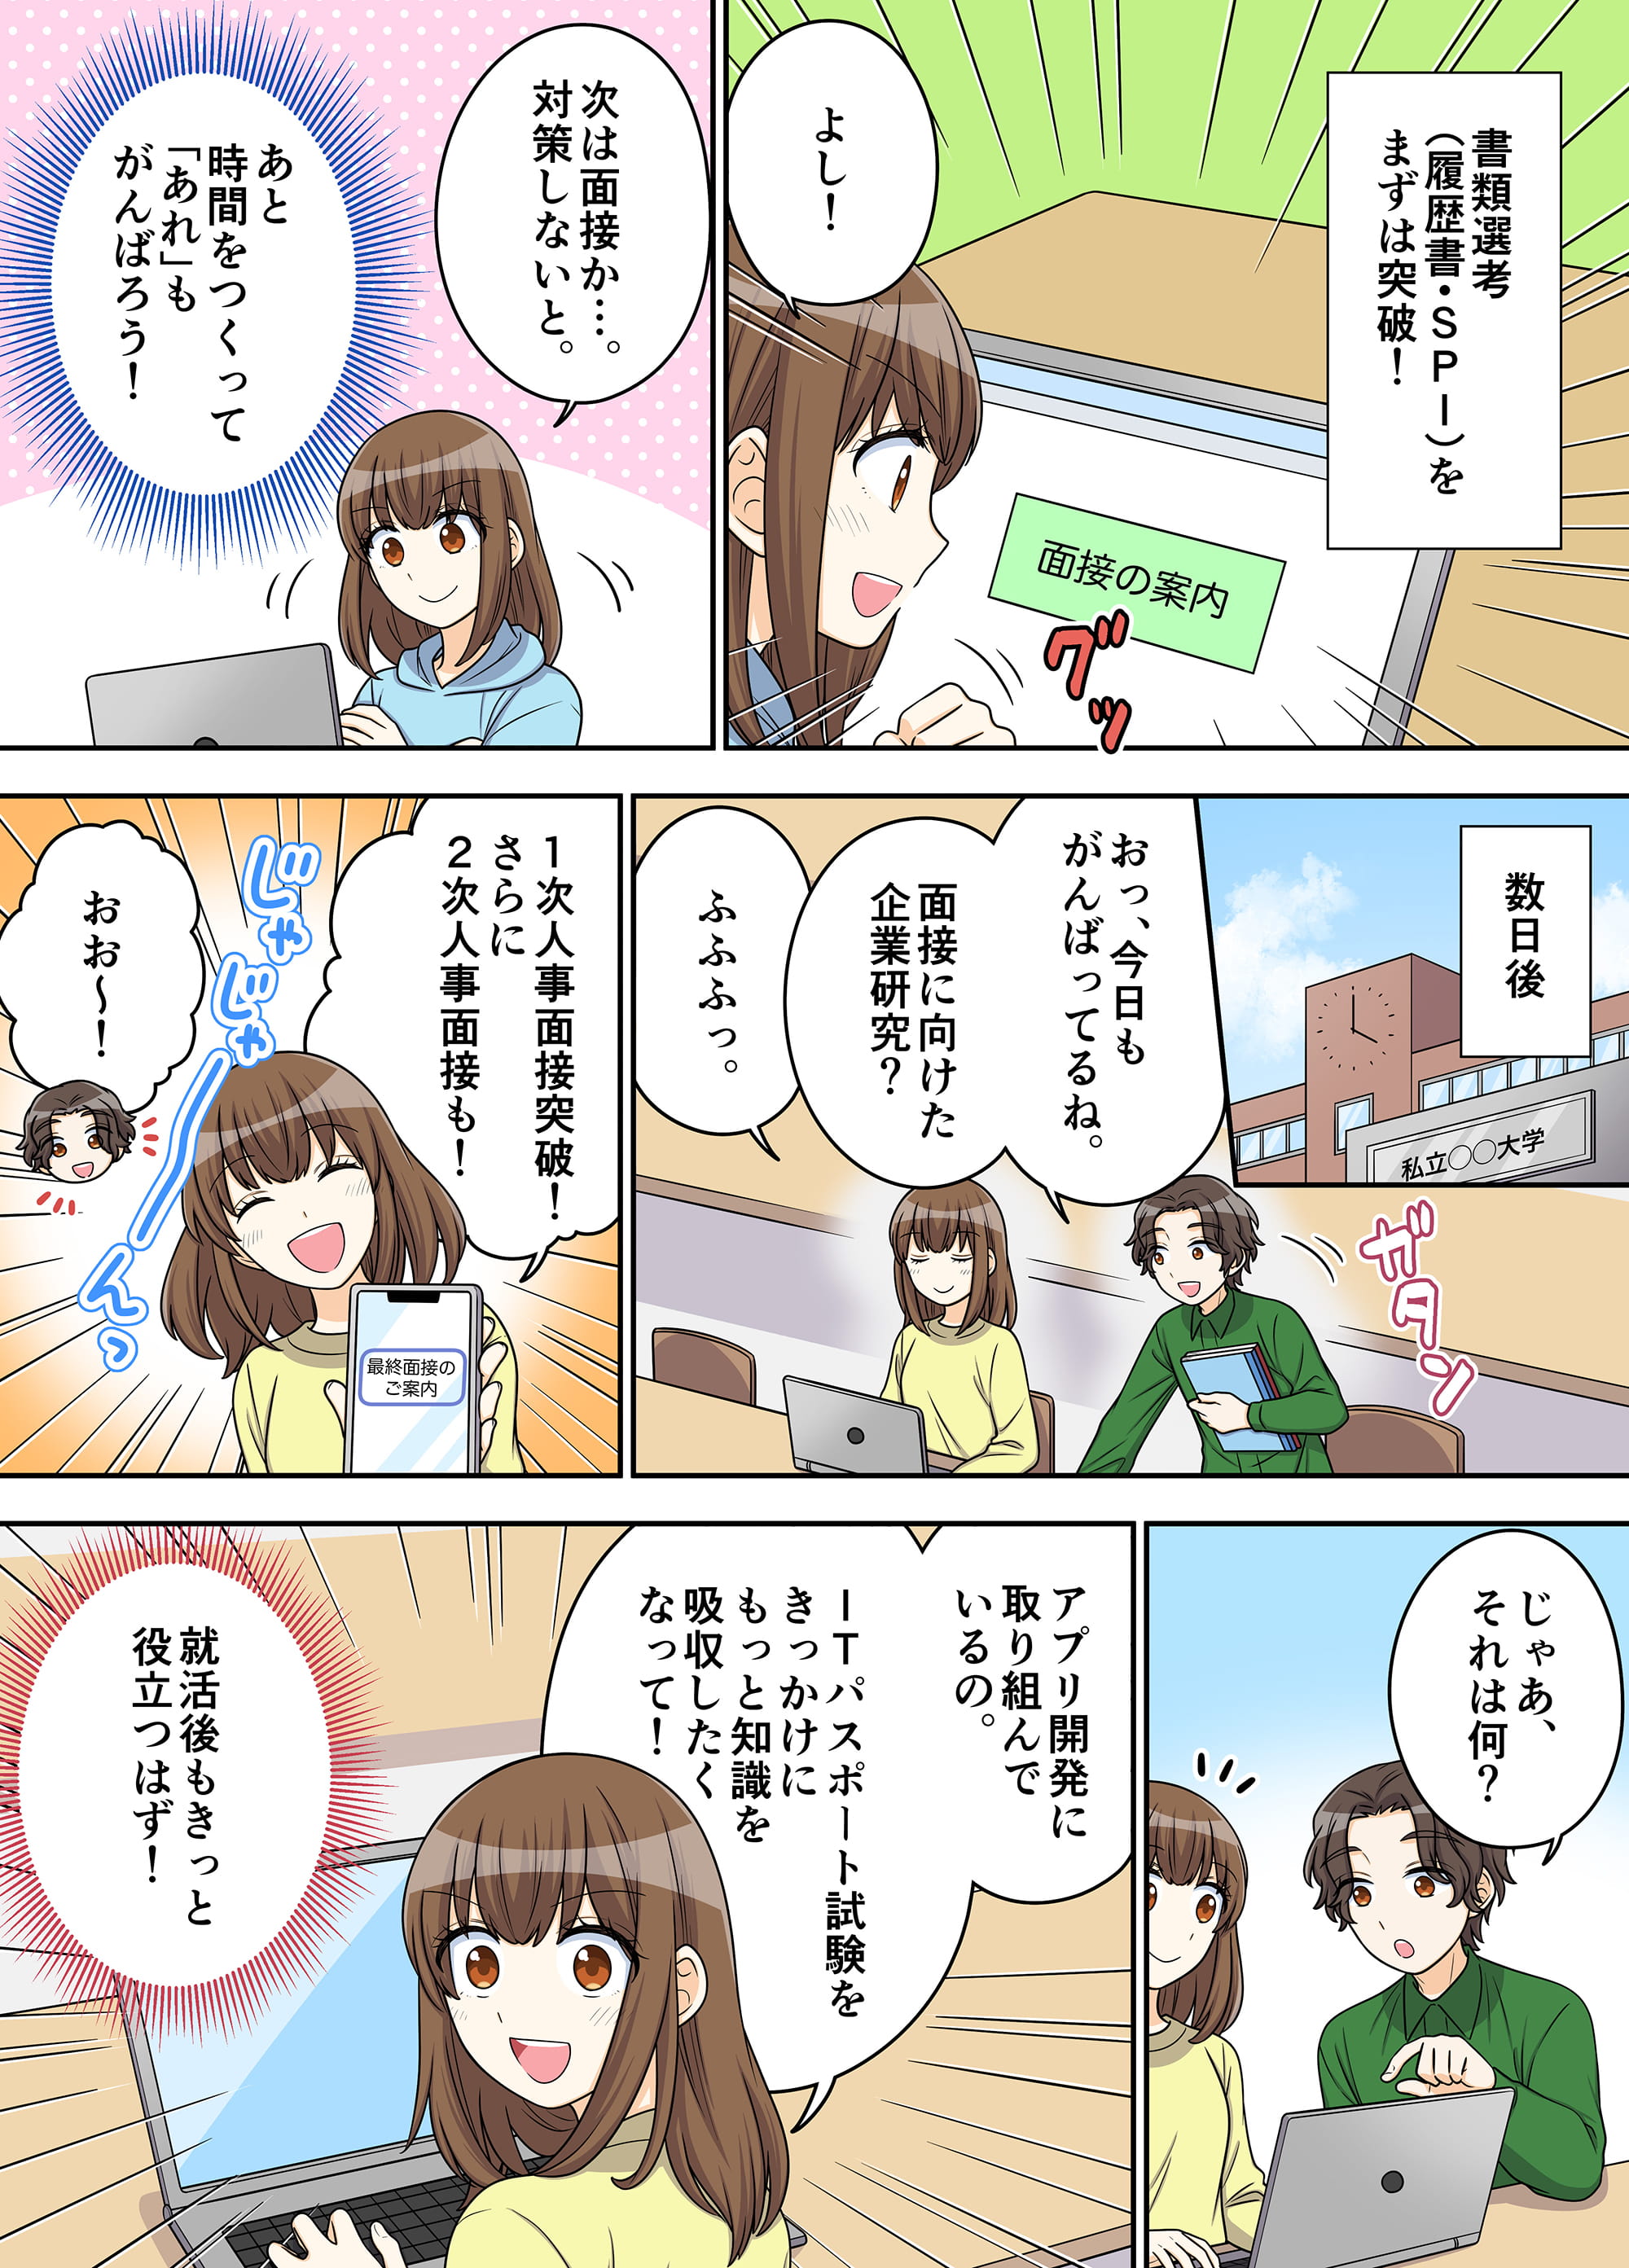 書類選考
（履歴書・SPI）を
まずは突破！
よし！
面接の案内
グッ
次は面接か…。
対策しないと。
あと
時間をつくって
「あれ」も
がんばろう！
数日後
私立○○大学
ガタン
おっ、今日も
がんばってるね。
面接に向けた
企業研究？
ふふふっ。
1次人事面接突破！
さらに
2次人事面接も！
じゃじゃーんっ
最終面接の
ご案内
おお～！
じゃあ、
それは何？
アプリ開発に
取り組んで
いるの。
ITパスポート試験を
きっかけに
もっと知識を
吸収したく
なって！
就活後もきっと
役立つはず！